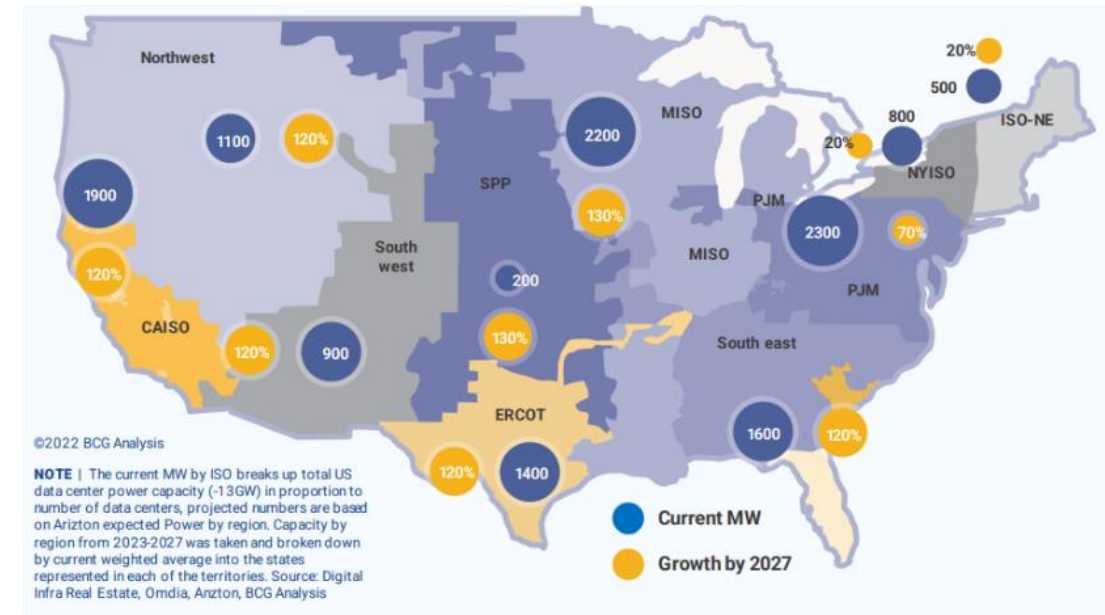 Northwest
1100
120%
1900
120%
CAISO
120%
900
South
west
SPP
200
130%
2200
130%
MISO
MISO
PJM
2300
70%
PJM
20%
500
800
20%
ISO-NE
NYISO
South east
1600
120%
ERCOT
120%
1400
Current MW
Growth by 2027
©2022 BCG Analysis
NOTE | The current MW by ISO breaks up total US
data center power capacity (-13GW) in proportion to
number of data centers, projected numbers are based
on Arizton expected Power by region. Capacity by
region from 2023-2027 was taken and broken down
by current weighted average into the states
represented in each of the territories. Source: Digital
Infra Real Estate, Omdia, Anzton, BCG Analysis